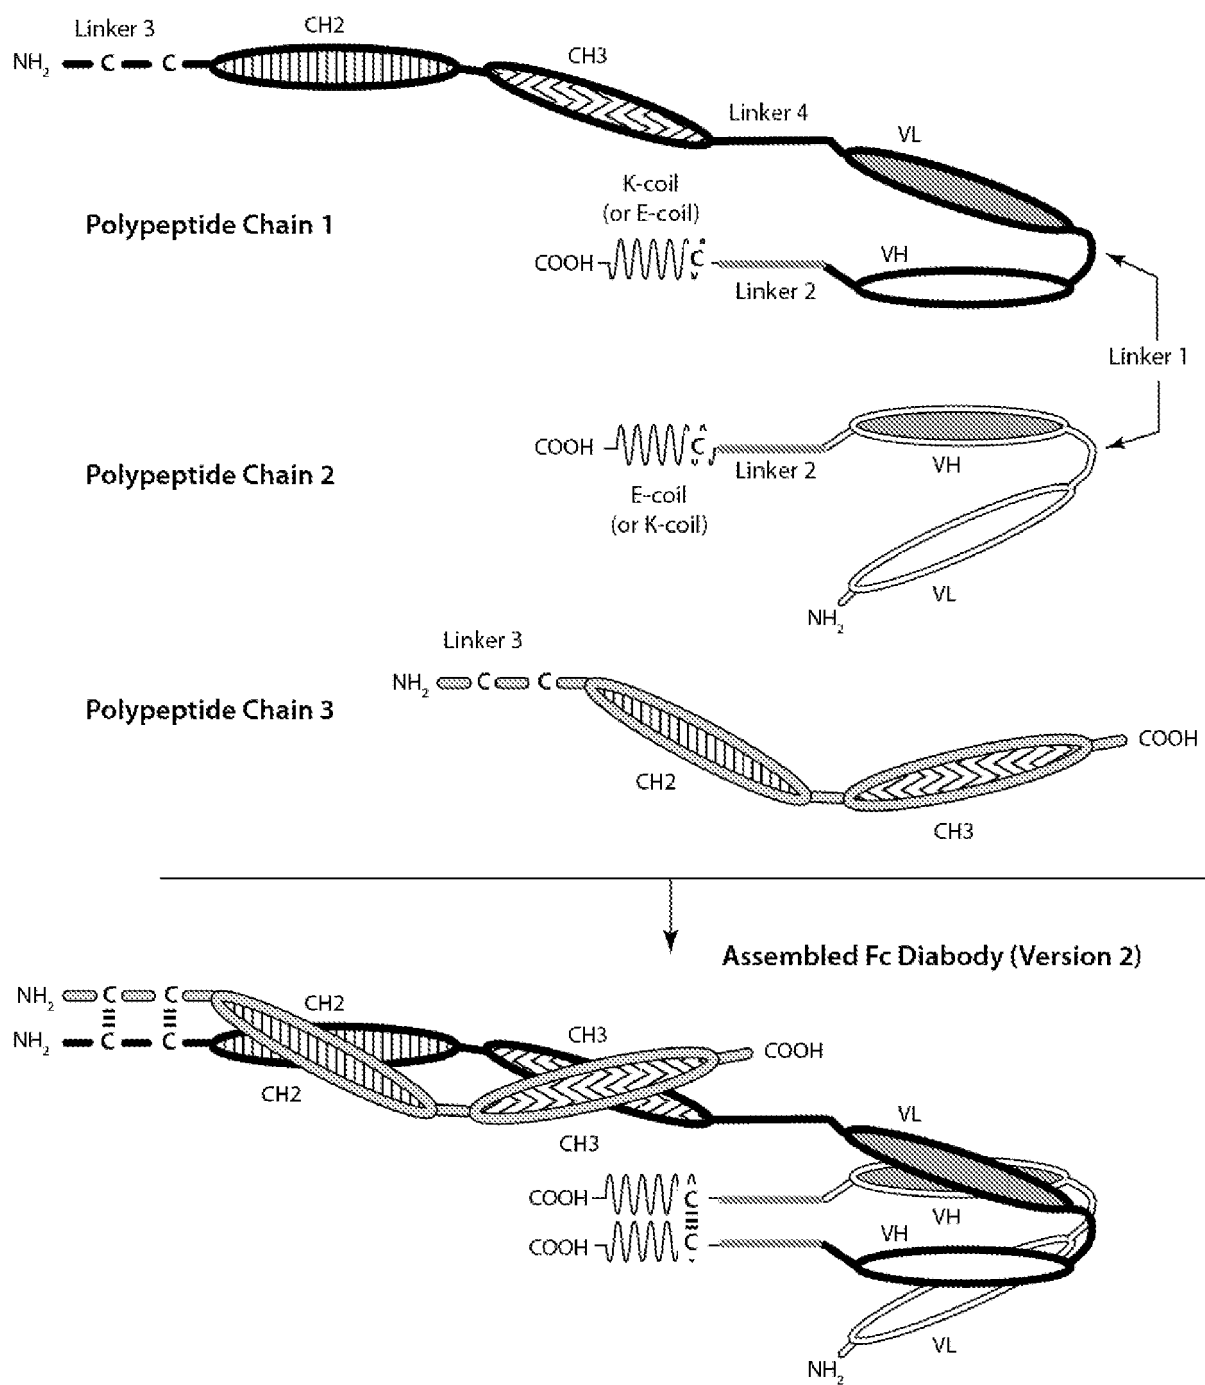 Linker 3
CH2
NH2
C
C
CH3
Linker 4
VL
K-coil
(or E-coil)
Polypeptide Chain 1
COOH
C
Linker 2
VH
Linker 1
COOH
C
Linker 2
VH
Polypeptide Chain 2
E-coil
(or K-coil)
VL
NH2
Linker 3
NH2
C
C
Polypeptide Chain 3
COOH
CH2
CH3
Assembled Fc Diabody (Version 2)
NH2
C
C
CH2
NH2
C
C
CH3
COOH
CH2
CH3
VL
COOH
C
VH
COOH
C
VH
VL
NH2